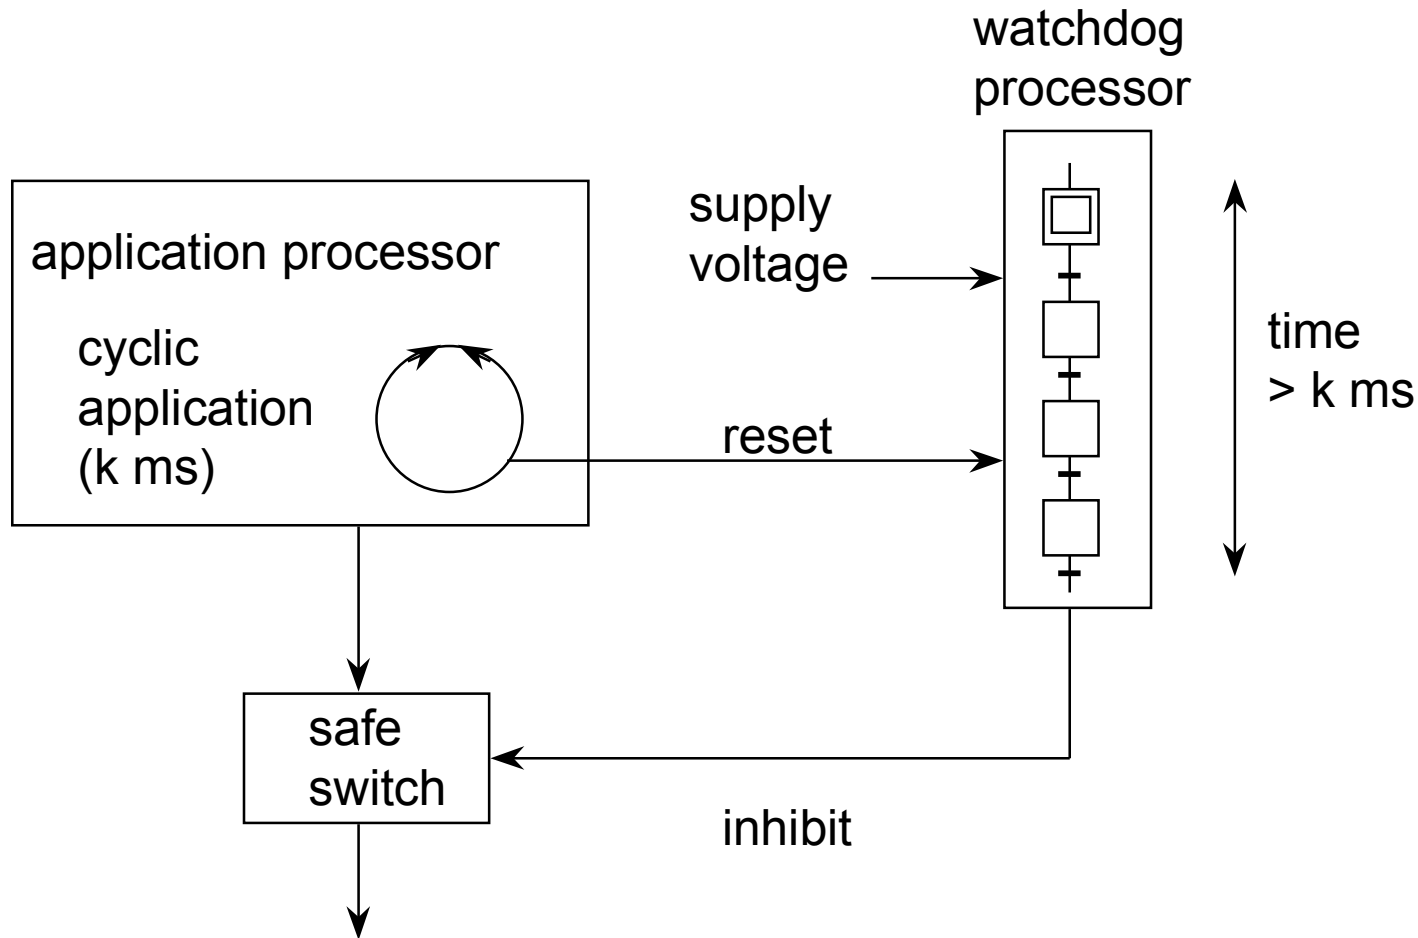 watchdog
processor
application processor
supply
voltage
cyclic
application
(k ms)
reset
time
> k ms
safe
switch
inhibit